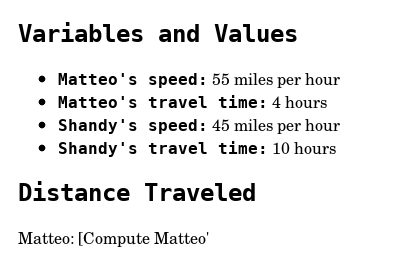 Variables and Values
• Matteo's speed: 55 miles per hour
• Matteo's travel time: 4 hours
• Shandy's speed: 45 miles per hour
• Shandy's travel time: 10 hours
Distance Traveled
Matteo: [Compute Matteo'